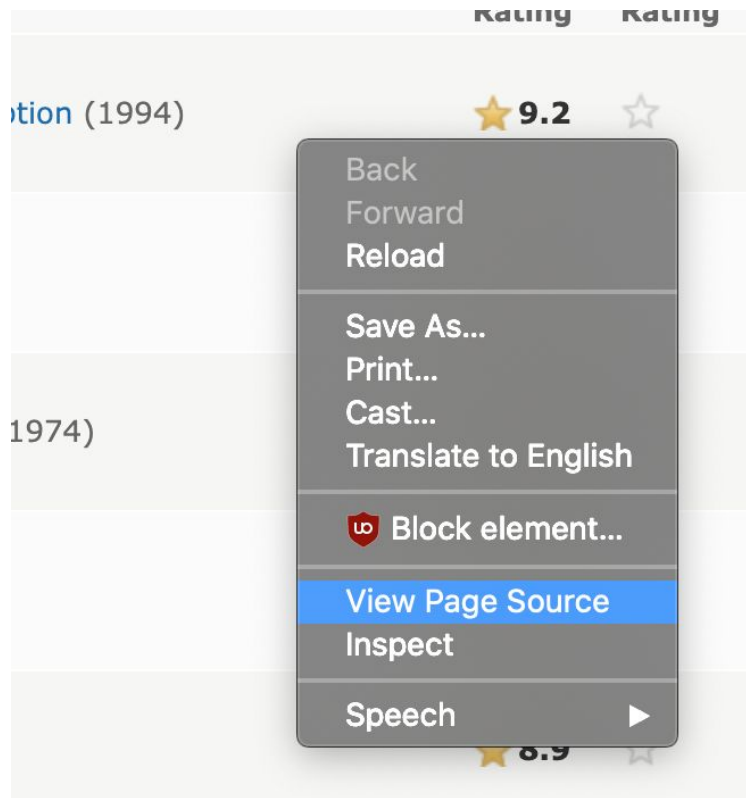 Rating Rating
ption (1994) 9.2
Back
Forward
Reload
Save As...
Print...
Cast...
1974)
Translate to English
Block element...
View Page Source
Inspect
Speech
8.9